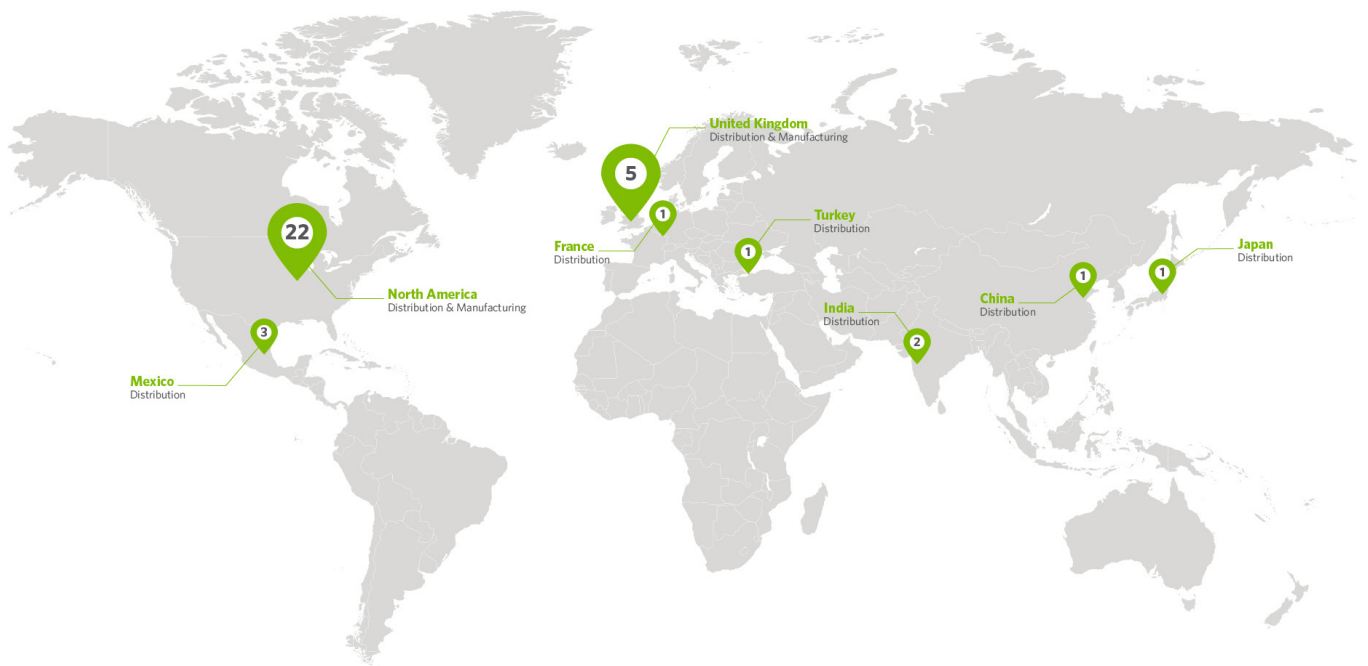 United Kingdom
Distribution & Manufacturing
5
1
France
Distribution
Turkey
Distribution
1
22
North America
Distribution & Manufacturing
3
Mexico
Distribution
India
Distribution
2
China
Distribution
1
Japan
Distribution
1